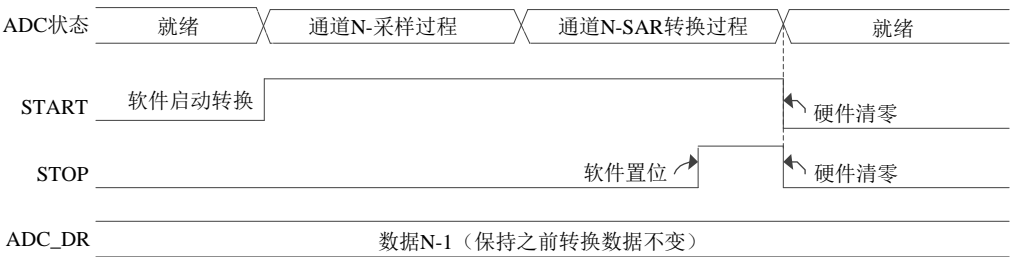 ADC状态 就绪 通道N-采样过程 通道N-SAR转换过程 就绪
START 软件启动转换 硬件清零
STOP 软件置位 硬件清零
ADC_DR 数据N-1（保持之前转换数据不变）